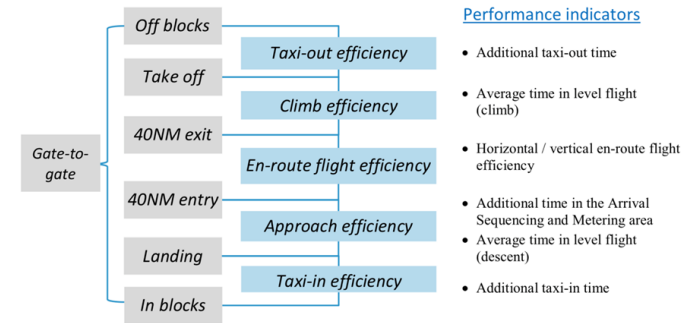 Performance indicators
Off blocks
Taxi-out efficiency
• Additional taxi-out time
Take off
• Average time in level flight
(climb)
Climb efficiency
40NM exit
Gate-to-
gate
• Horizontal / vertical en-route flight
efficiency
En-route flight efficiency
40NM entry
• Additional time in the Arrival
Sequencing and Metering area
Approach efficiency
• Average time in level flight
(descent)
Landing
Taxi-in efficiency
• Additional taxi-in time
In blocks